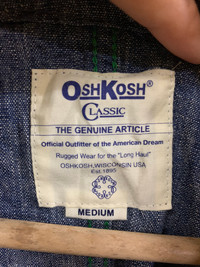 OSHKOSH®
CLASSIC
THE GENUINE ARTICLE
Official Outfitter of the American Dream
Rugged Wear for the "Long Haul"
OSHKOSH, WISCONSIN USA
Est. 1895
MEDIUM